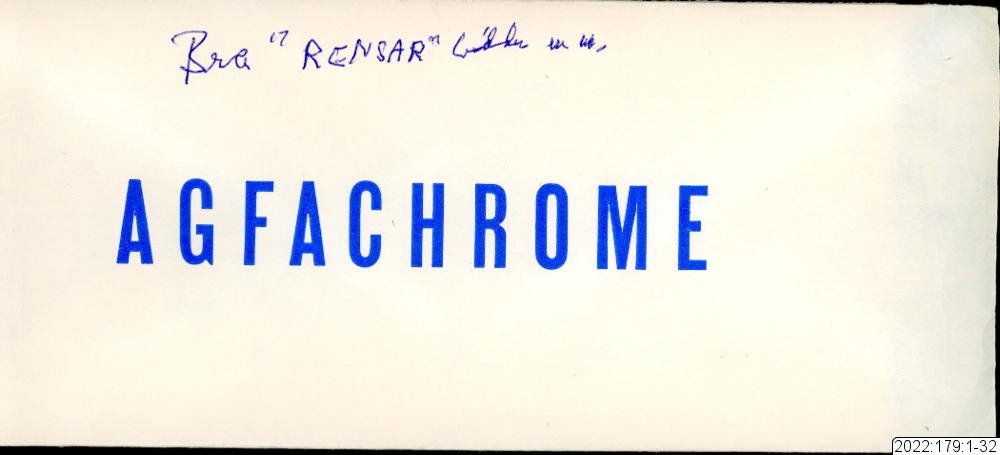 Bra "RENSAR"
AGFACHROME
2022:179:1-32